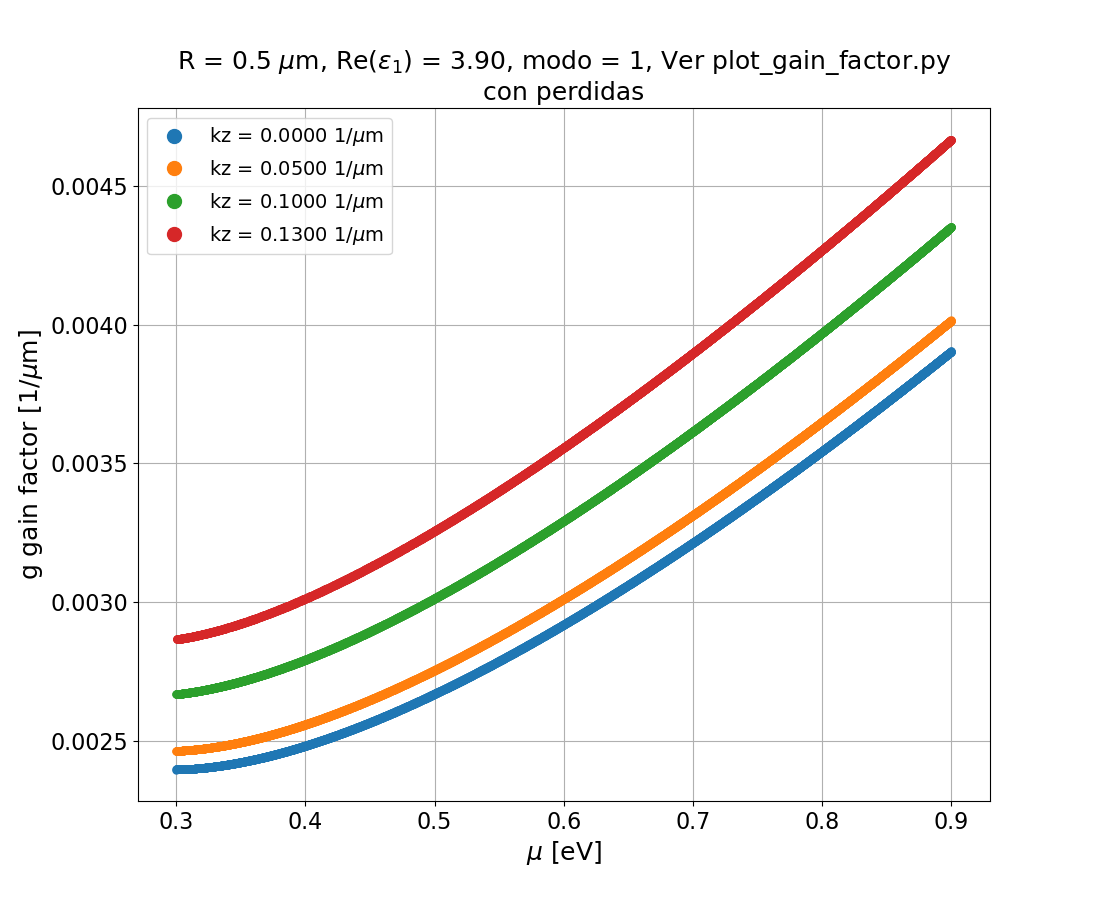 R = 0.5 μm, Re(ε₁) = 3.90, modo = 1, Ver plot_gain_factor.py
con perdidas
kz = 0.0000 1/μm
kz = 0.0500 1/μm
kz = 0.1000 1/μm
kz = 0.1300 1/μm
g gain factor [1/μm]
0.0045
0.0040
0.0035
0.0030
0.0025
0.3 0.4 0.5 0.6 0.7 0.8 0.9
μ [eV]